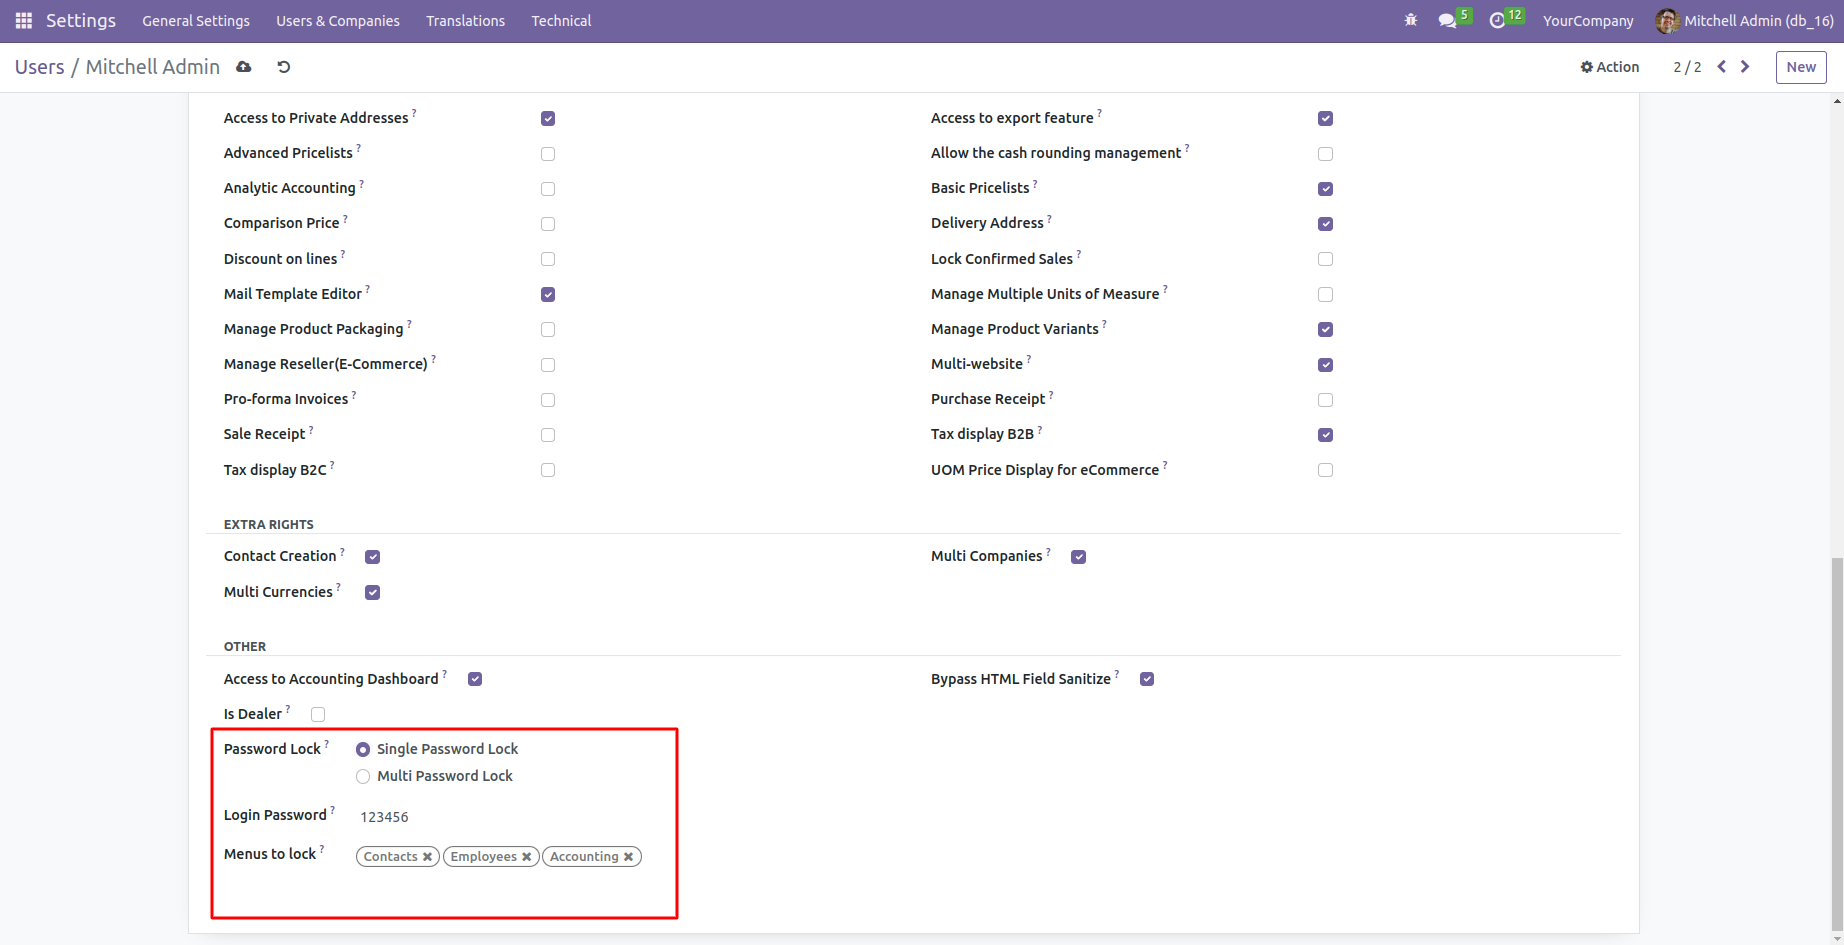 Settings General Settings Users & Companies Translations Technical 5 12 YourCompany Mitchell Admin (db_16)
Users / Mitchell Admin Action 2 / 2 New
Access to Private Addresses ? Access to export feature ?
Advanced Pricelists ? Allow the cash rounding management ?
Analytic Accounting ? Basic Pricelists ?
Comparison Price ? Delivery Address ?
Discount on lines ? Lock Confirmed Sales ?
Mail Template Editor ? Manage Multiple Units of Measure ?
Manage Product Packaging ? Manage Product Variants ?
Manage Reseller(E-Commerce) ? Multi-website ?
Pro-forma Invoices ? Purchase Receipt ?
Sale Receipt ? Tax display B2B ?
Tax display B2C ? UOM Price Display for eCommerce ?
EXTRA RIGHTS
Contact Creation ? Multi Companies ?
Multi Currencies ?
OTHER
Access to Accounting Dashboard ? Bypass HTML Field Sanitize ?
Is Dealer ?
Password Lock ? Single Password Lock
Multi Password Lock
Login Password ? 123456
Menus to lock ? Contacts Employees Accounting